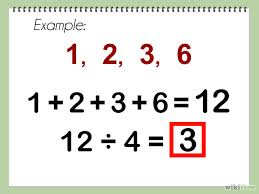 Example:
1, 2, 3, 6
1 + 2 + 3 + 6 = 12
12 ÷ 4 = 3
wikiHow